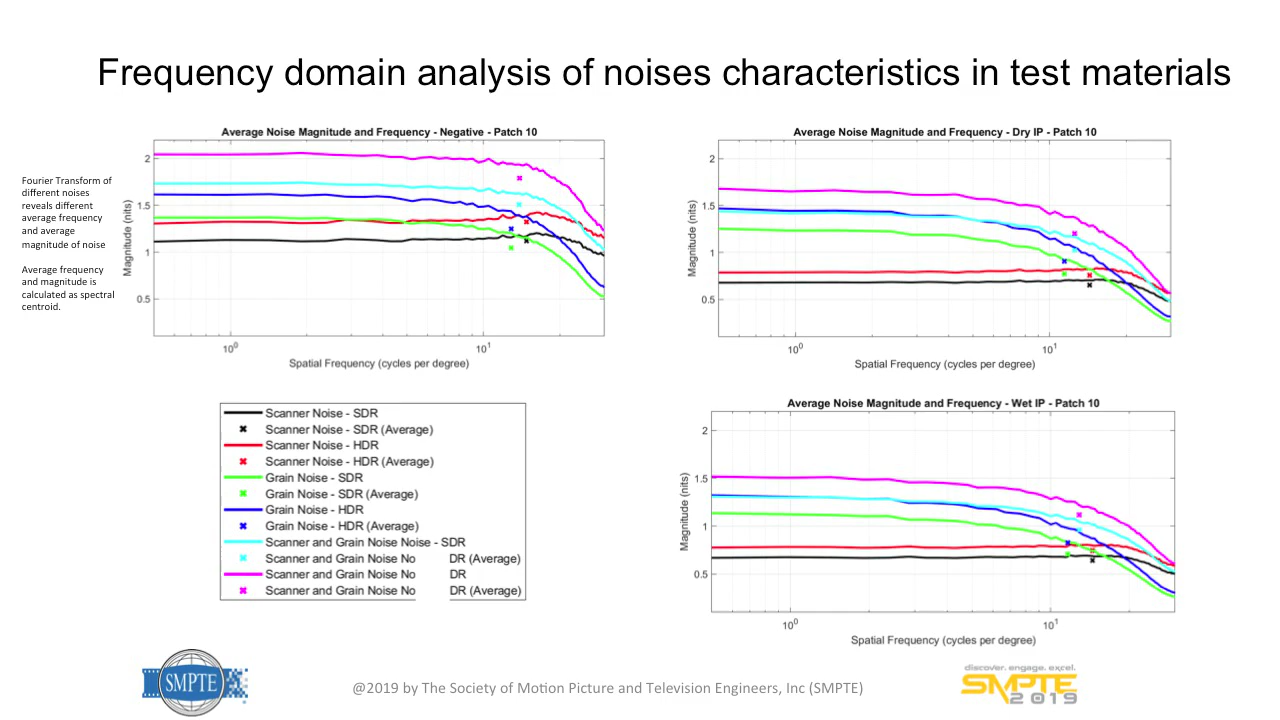 Frequency domain analysis of noises characteristics in test materials
Fourier Transform of
different noises
reveals different
average frequency
and average
magnitude of noise
Average frequency
and magnitude is
calculated as spectral
centroid.
Average Noise Magnitude and Frequency - Negative - Patch 10
Magnitude (nits)
2
1.5
1
0.5
10^0
10^1
Spatial Frequency (cycles per degree)
Average Noise Magnitude and Frequency - Dry IP - Patch 10
Magnitude (nits)
2
1.5
1
0.5
10^0
10^1
Spatial Frequency (cycles per degree)
Scanner Noise - SDR
Scanner Noise - SDR (Average)
Scanner Noise - HDR
Scanner Noise - HDR (Average)
Grain Noise - SDR
Grain Noise - SDR (Average)
Grain Noise - HDR
Grain Noise - HDR (Average)
Scanner and Grain Noise Noise - SDR
Scanner and Grain Noise No DR (Average)
Scanner and Grain Noise No DR
Scanner and Grain Noise No DR (Average)
Average Noise Magnitude and Frequency - Wet IP - Patch 10
Magnitude (nits)
2
1.5
1
0.5
10^0
10^1
Spatial Frequency (cycles per degree)
SMPTE
@2019 by The Society of Motion Picture and Television Engineers, Inc (SMPTE)
discover. engage. excel.
SMPTE
2019